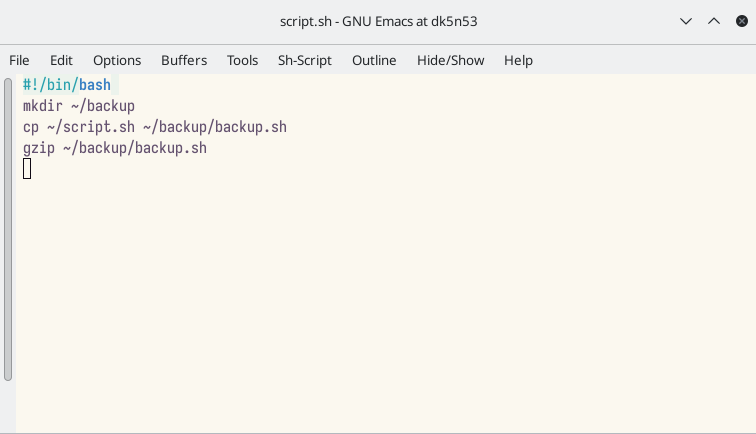 script.sh - GNU Emacs at dk5n53
File Edit Options Buffers Tools Sh-Script Outline Hide/Show Help
#!/bin/bash
mkdir ~/backup
cp ~/script.sh ~/backup/backup.sh
gzip ~/backup/backup.sh